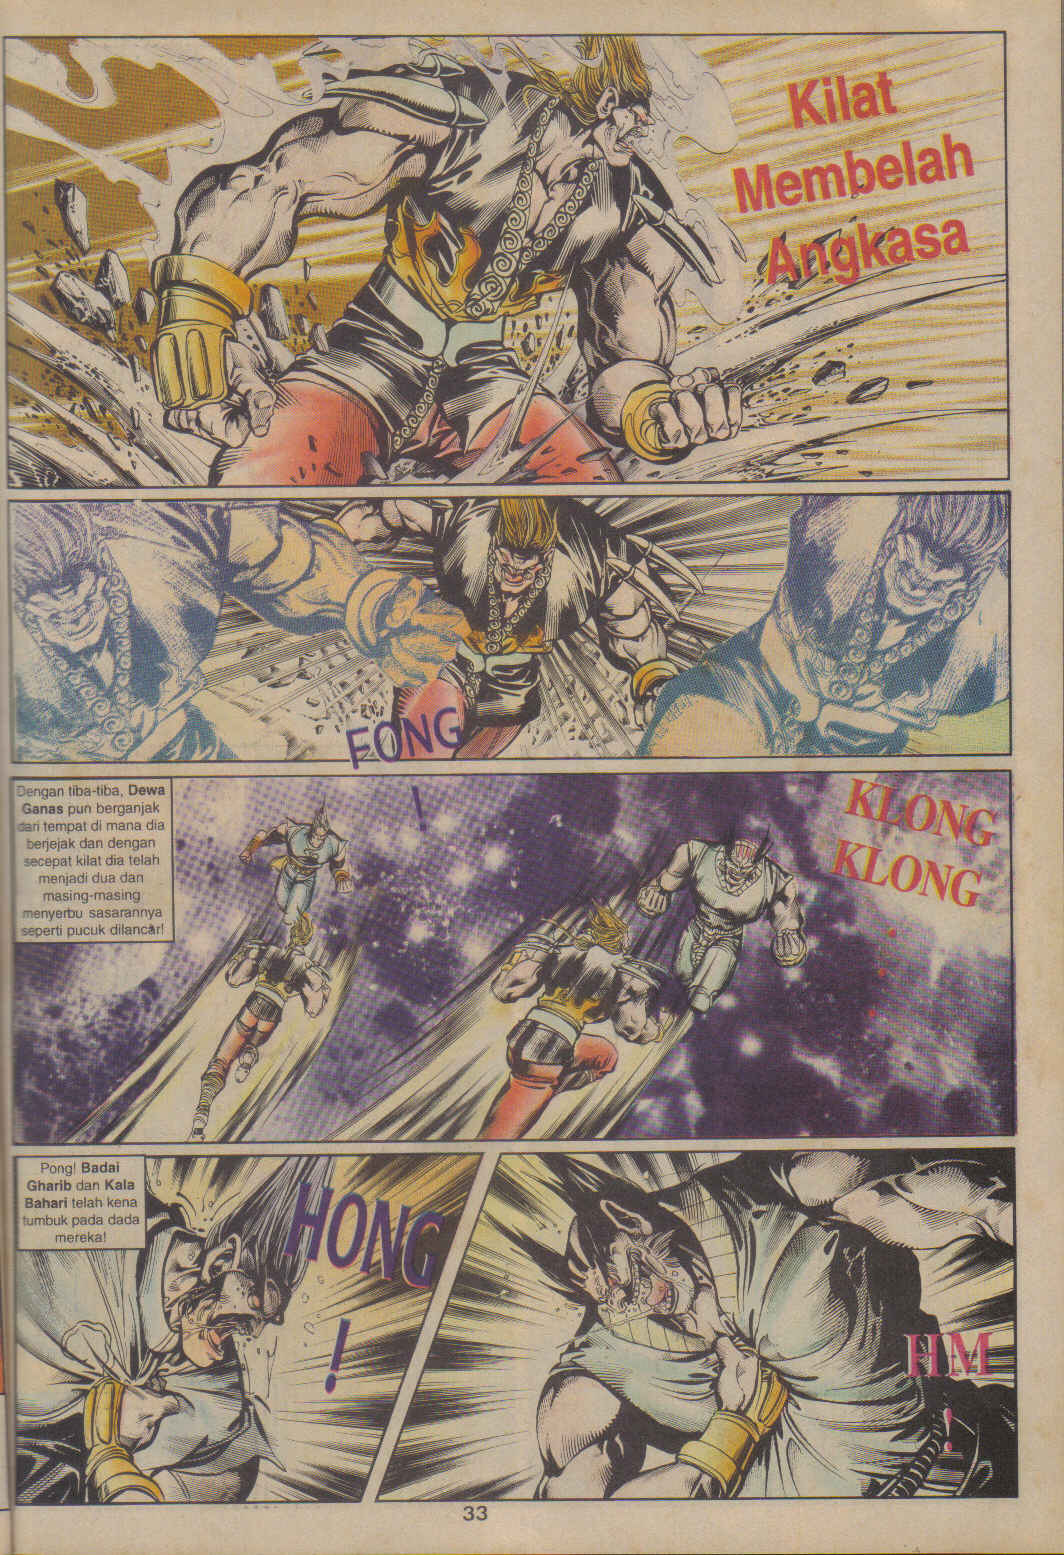 Kilat
Membelah
Angkasa
FONG
!
Dengan tiba-tiba, Dewa
Ganas pun berganjak
dari tempat di mana dia
berjejak dan dengan
secepat kilat dia telah
menjadi dua dan
masing-masing
menyerbu sasarannya
seperti pucuk dilancar!
KLONG
KLONG
Pong! Badai
Gharib dan Kala
Bahari telah kena
tumbuk pada dada
mereka!
HONG
!
HM
!
33